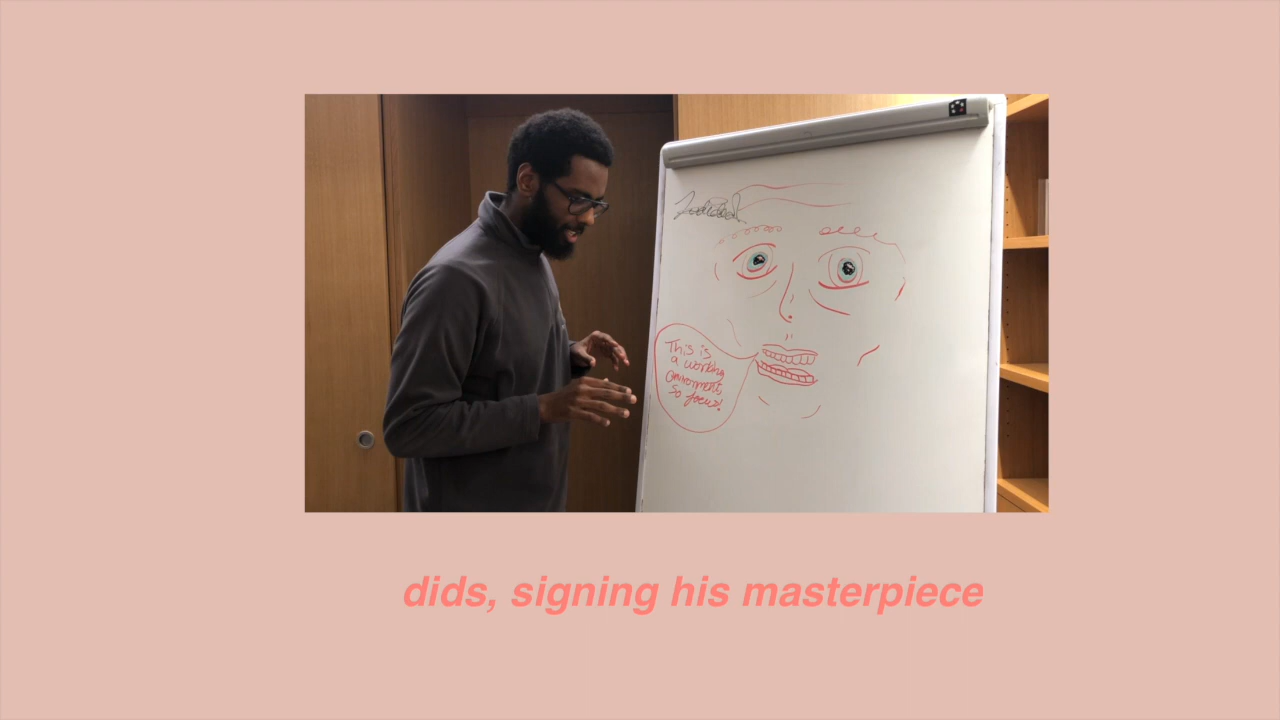 This is
a working
environment,
so focus!
dids, signing his masterpiece